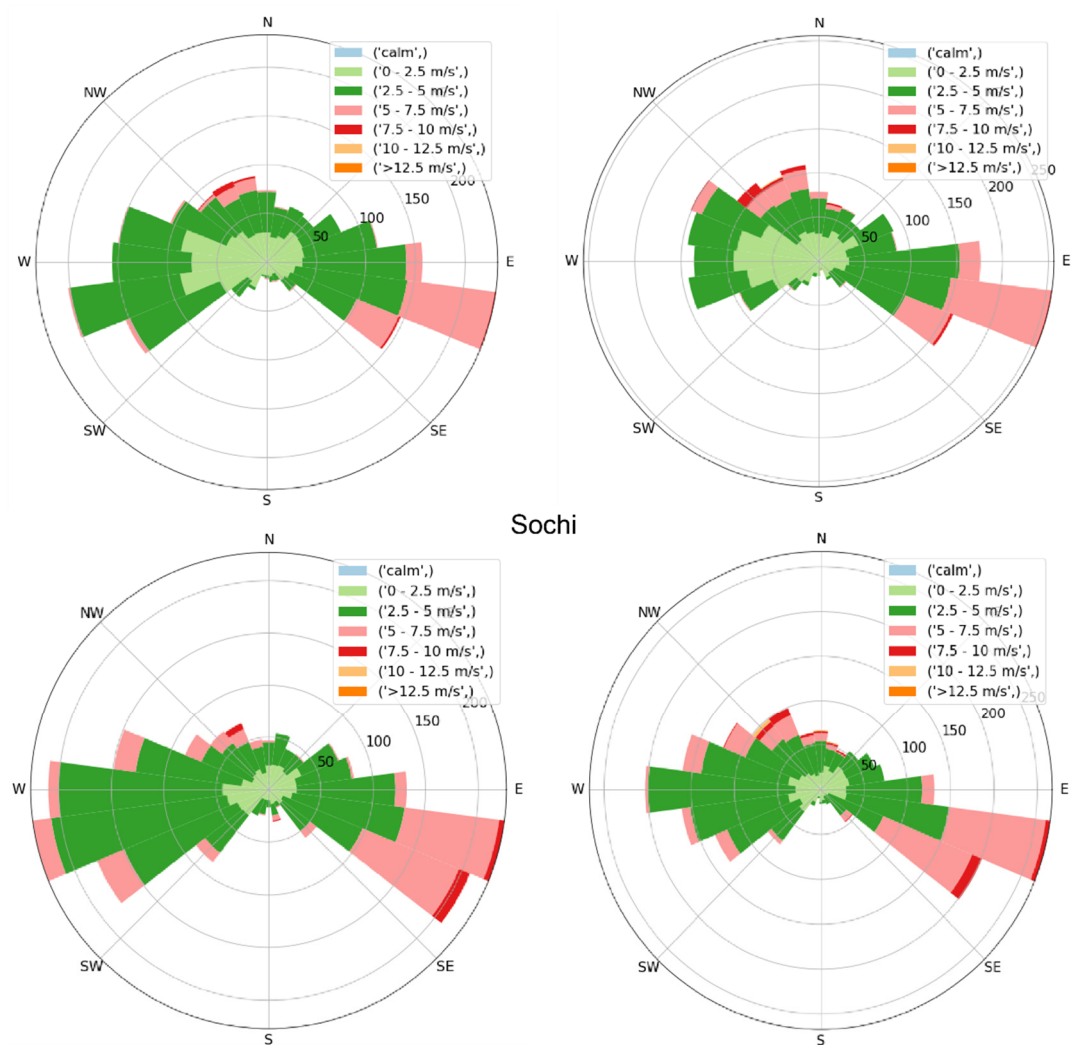 N
NW
('calm',)
('0 - 2.5 m/s',)
('2.5 - 5 m/s',)
('5 - 7.5 m/s',)
('7.5 - 10 m/s',)
('10 - 12.5 m/s',)
('>12.5 m/s',)
200
150
100
50
W
E
SW
SE
S
N
NW
('calm',)
('0 - 2.5 m/s',)
('2.5 - 5 m/s',)
('5 - 7.5 m/s',)
('7.5 - 10 m/s',)
('10 - 12.5 m/s',)
('>12.5 m/s',)
250
200
150
100
50
W
E
SW
SE
S
Sochi
N
NW
('calm',)
('0 - 2.5 m/s',)
('2.5 - 5 m/s',)
('5 - 7.5 m/s',)
('7.5 - 10 m/s',)
('10 - 12.5 m/s',)
('>12.5 m/s',)
200
150
100
50
W
E
SW
SE
S
N
NW
('calm',)
('0 - 2.5 m/s',)
('2.5 - 5 m/s',)
('5 - 7.5 m/s',)
('7.5 - 10 m/s',)
('10 - 12.5 m/s',)
('>12.5 m/s',)
250
200
150
100
50
W
E
SW
SE
S